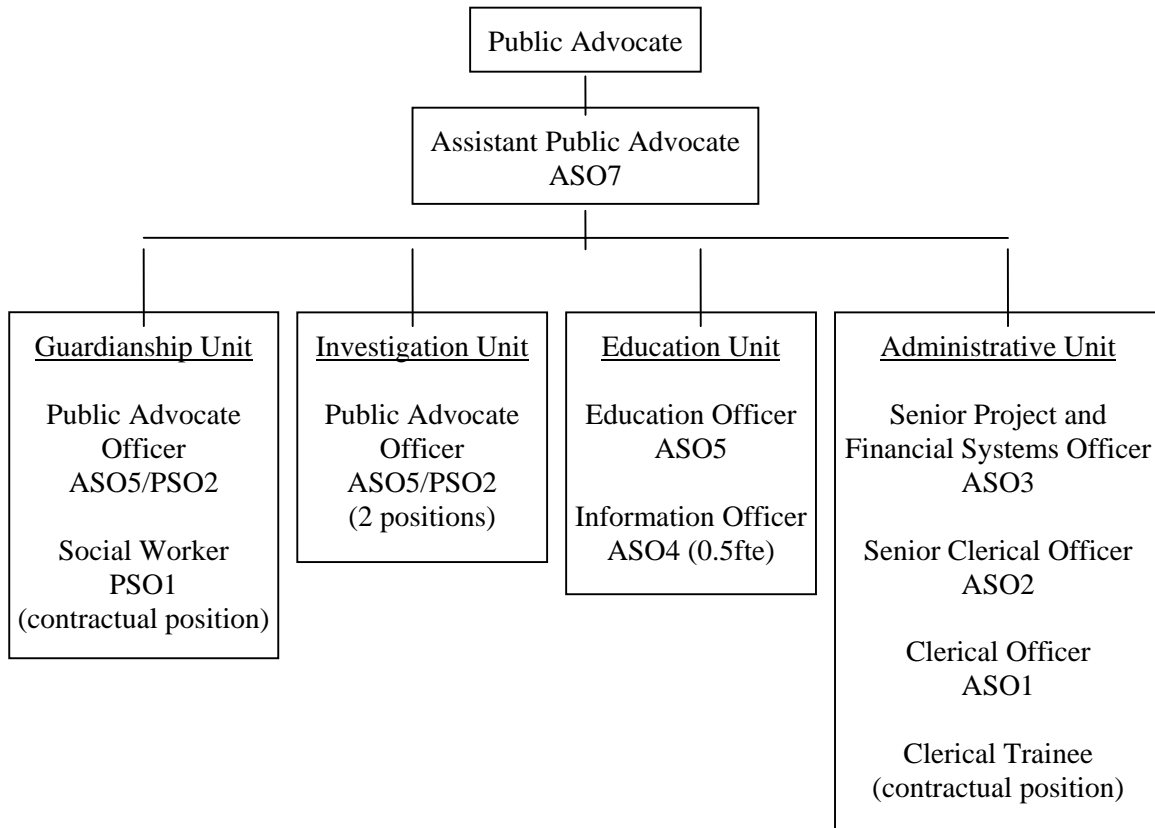 Public Advocate
Assistant Public Advocate
ASO7
Guardianship Unit
Public Advocate
Officer
ASO5/PSO2
Social Worker
PSO1
(contractual position)
Investigation Unit
Public Advocate
Officer
ASO5/PSO2
(2 positions)
Education Unit
Education Officer
ASO5
Information Officer
ASO4 (0.5fte)
Administrative Unit
Senior Project and
Financial Systems Officer
ASO3
Senior Clerical Officer
ASO2
Clerical Officer
ASO1
Clerical Trainee
(contractual position)